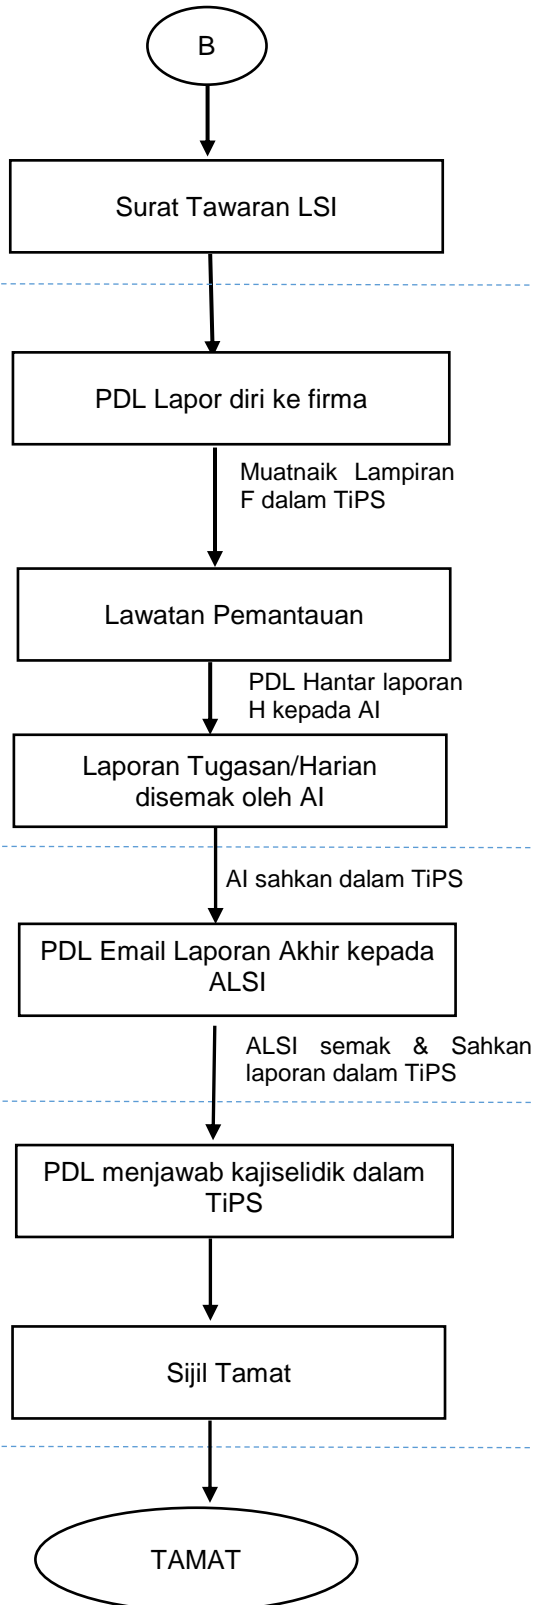 B
Surat Tawaran LSI
PDL Lapor diri ke firma
Muatnaik Lampiran
F dalam TiPS
Lawatan Pemantauan
PDL Hantar laporan
H kepada AI
Laporan Tugasan/Harian
disemak oleh AI
AI sahkan dalam TiPS
PDL Email Laporan Akhir kepada
ALSI
ALSI semak & Sahkan
laporan dalam TiPS
PDL menjawab kajiselidik dalam
TiPS
Sijil Tamat
TAMAT